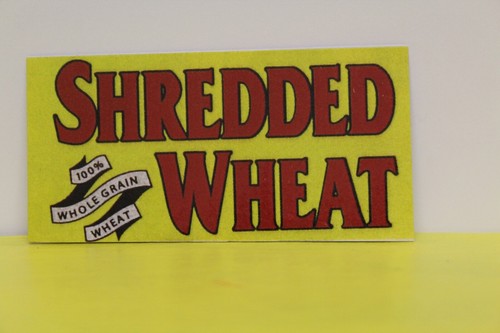 SHREDDED
WHEAT
100%
WHOLE GRAIN
WHEAT